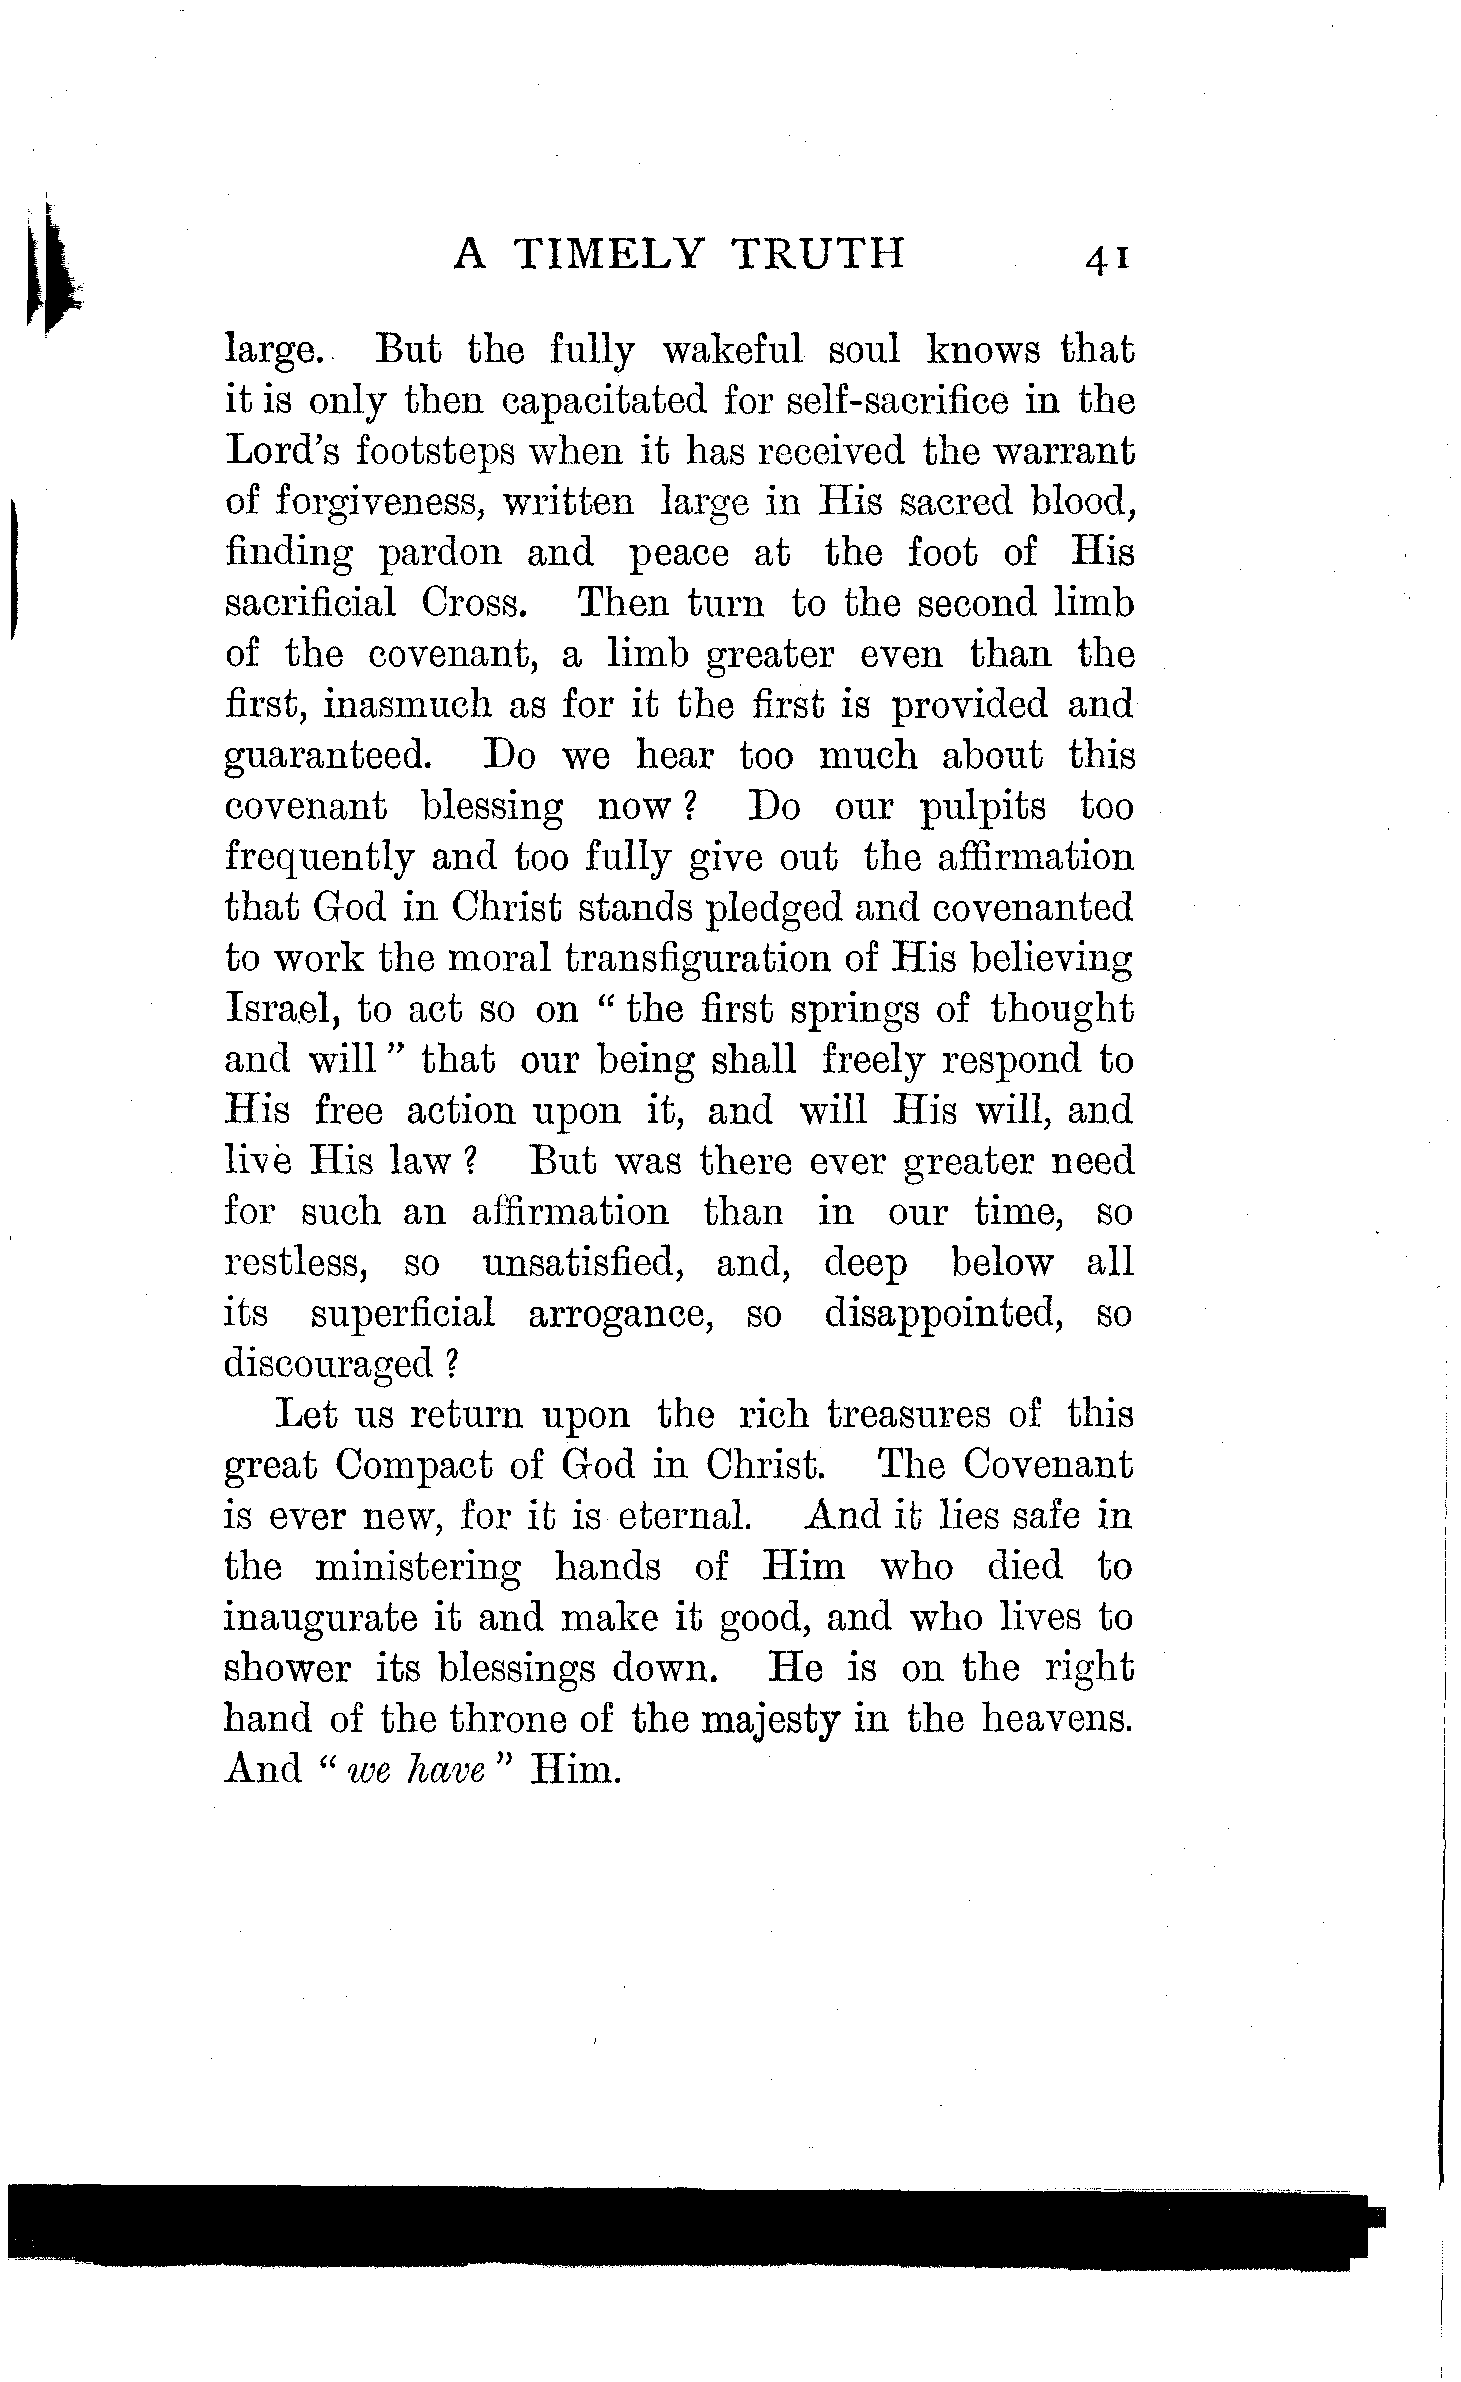 A TIMELY TRUTH 41
large. But the fully wakeful soul knows that
it is only then capacitated for self-sacrifice in the
Lord's footsteps when it has received the warrant
of forgiveness, written large in His sacred blood,
finding pardon and peace at the foot of His
sacrificial Cross. Then turn to the second limb
of the covenant, a limb greater even than the
first, inasmuch as for it the first is provided and
guaranteed. Do we hear too much about this
covenant blessing now ? Do our pulpits too
frequently and too fully give out the affirmation
that God in Christ stands pledged and covenanted
to work the moral transfiguration of His believing
Israel, to act so on “ the first springs of thought
and will ” that our being shall freely respond to
His free action upon it, and will His will, and
live His law ? But was there ever greater need
for such an affirmation than in our time, so
restless, so unsatisfied, and, deep below all
its superficial arrogance, so disappointed, so
discouraged ?
Let us return upon the rich treasures of this
great Compact of God in Christ. The Covenant
is ever new, for it is eternal. And it lies safe in
the ministering hands of Him who died to
inaugurate it and make it good, and who lives to
shower its blessings down. He is on the right
hand of the throne of the majesty in the heavens.
And “ we have ” Him.